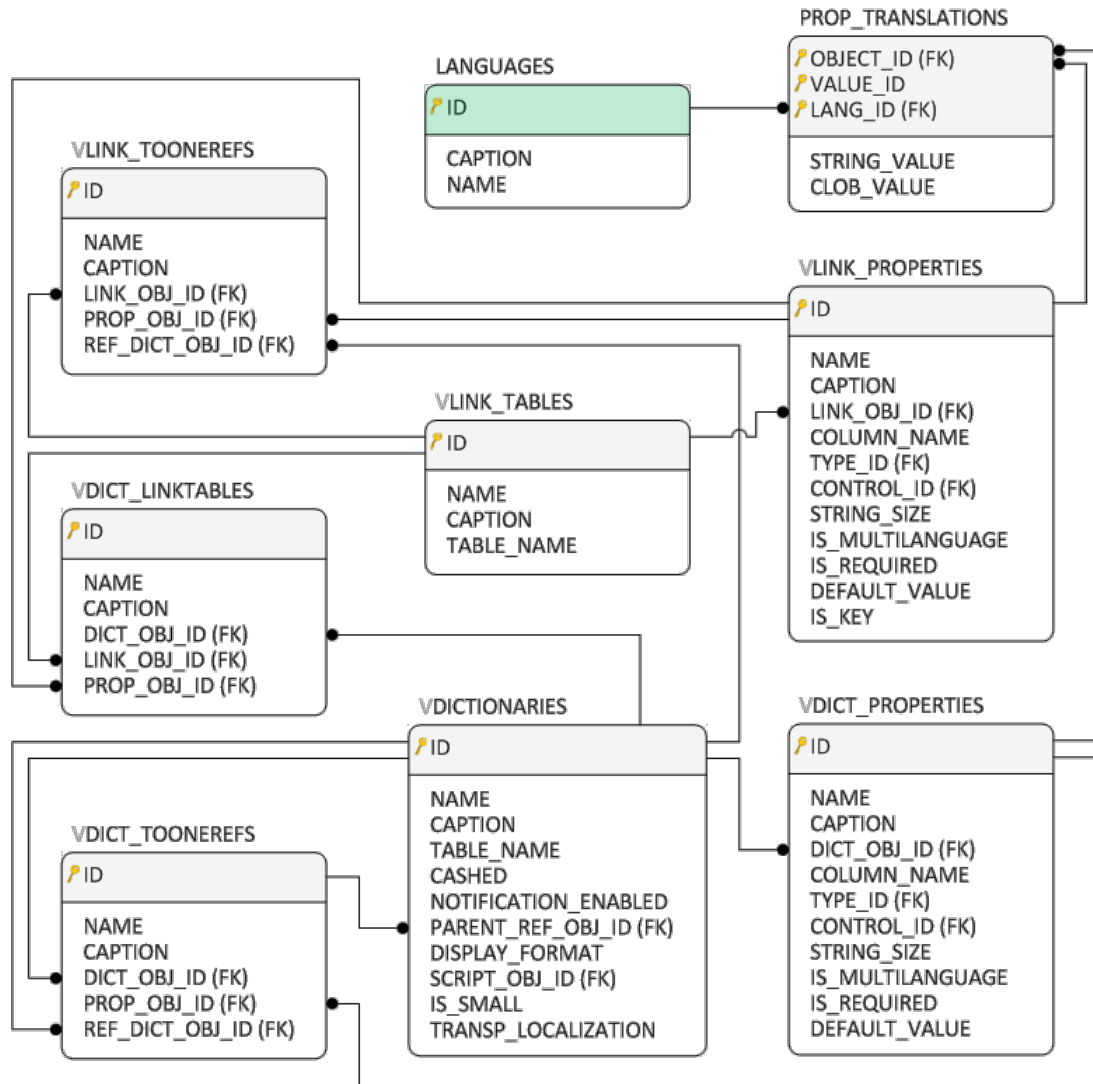 PROP_TRANSLATIONS
OBJECT_ID (FK)
VALUE_ID
LANG_ID (FK)
STRING_VALUE
CLOB_VALUE
LANGUAGES
ID
CAPTION
NAME
VLINK_TOONEREFS
ID
NAME
CAPTION
LINK_OBJ_ID (FK)
PROP_OBJ_ID (FK)
REF_DICT_OBJ_ID (FK)
VLINK_PROPERTIES
ID
NAME
CAPTION
LINK_OBJ_ID (FK)
COLUMN_NAME
TYPE_ID (FK)
CONTROL_ID (FK)
STRING_SIZE
IS_MULTILANGUAGE
IS_REQUIRED
DEFAULT_VALUE
IS_KEY
VLINK_TABLES
ID
NAME
CAPTION
TABLE_NAME
VDICT_LINKTABLES
ID
NAME
CAPTION
DICT_OBJ_ID (FK)
LINK_OBJ_ID (FK)
PROP_OBJ_ID (FK)
VDICTIONARIES
ID
NAME
CAPTION
TABLE_NAME
CASHED
NOTIFICATION_ENABLED
PARENT_REF_OBJ_ID (FK)
DISPLAY_FORMAT
SCRIPT_OBJ_ID (FK)
IS_SMALL
TRANSP_LOCALIZATION
VDICT_PROPERTIES
ID
NAME
CAPTION
DICT_OBJ_ID (FK)
COLUMN_NAME
TYPE_ID (FK)
CONTROL_ID (FK)
STRING_SIZE
IS_MULTILANGUAGE
IS_REQUIRED
DEFAULT_VALUE
VDICT_TOONEREFS
ID
NAME
CAPTION
DICT_OBJ_ID (FK)
PROP_OBJ_ID (FK)
REF_DICT_OBJ_ID (FK)